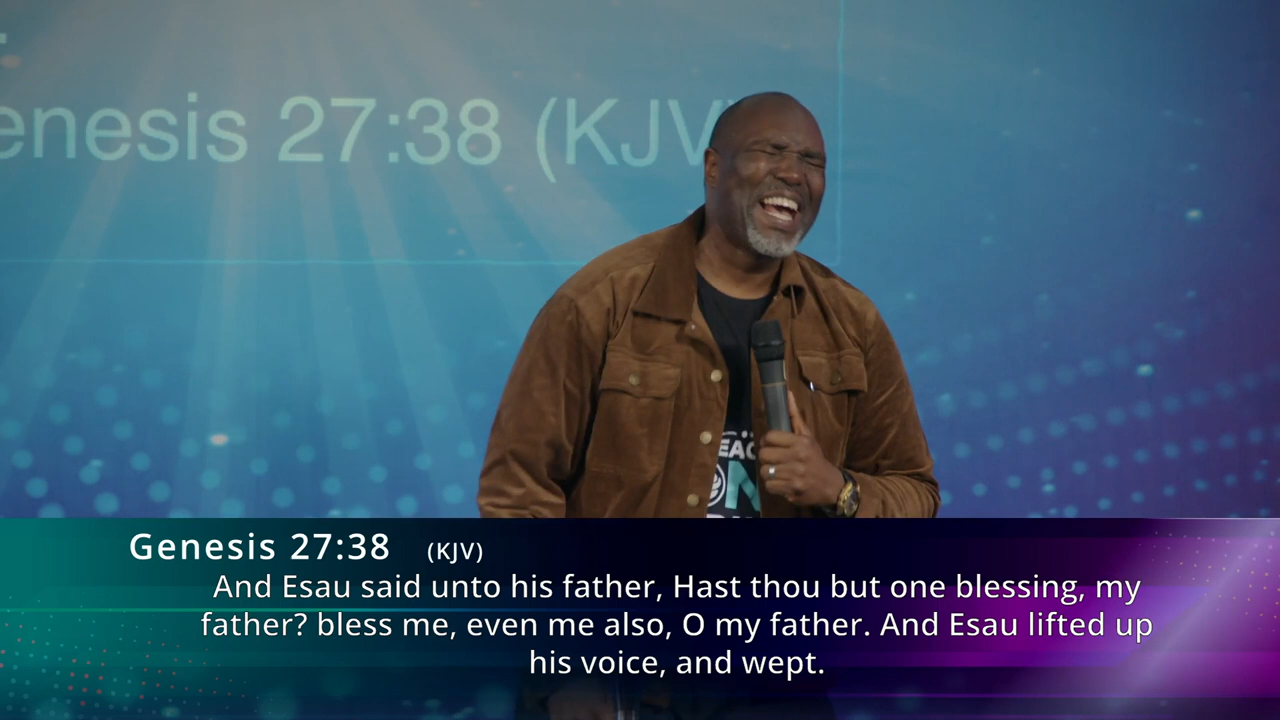 enesis 27:38 (KJV
EAC
N
Genesis 27:38 (KJV)
And Esau said unto his father, Hast thou but one blessing, my
father? bless me, even me also, O my father. And Esau lifted up
his voice, and wept.